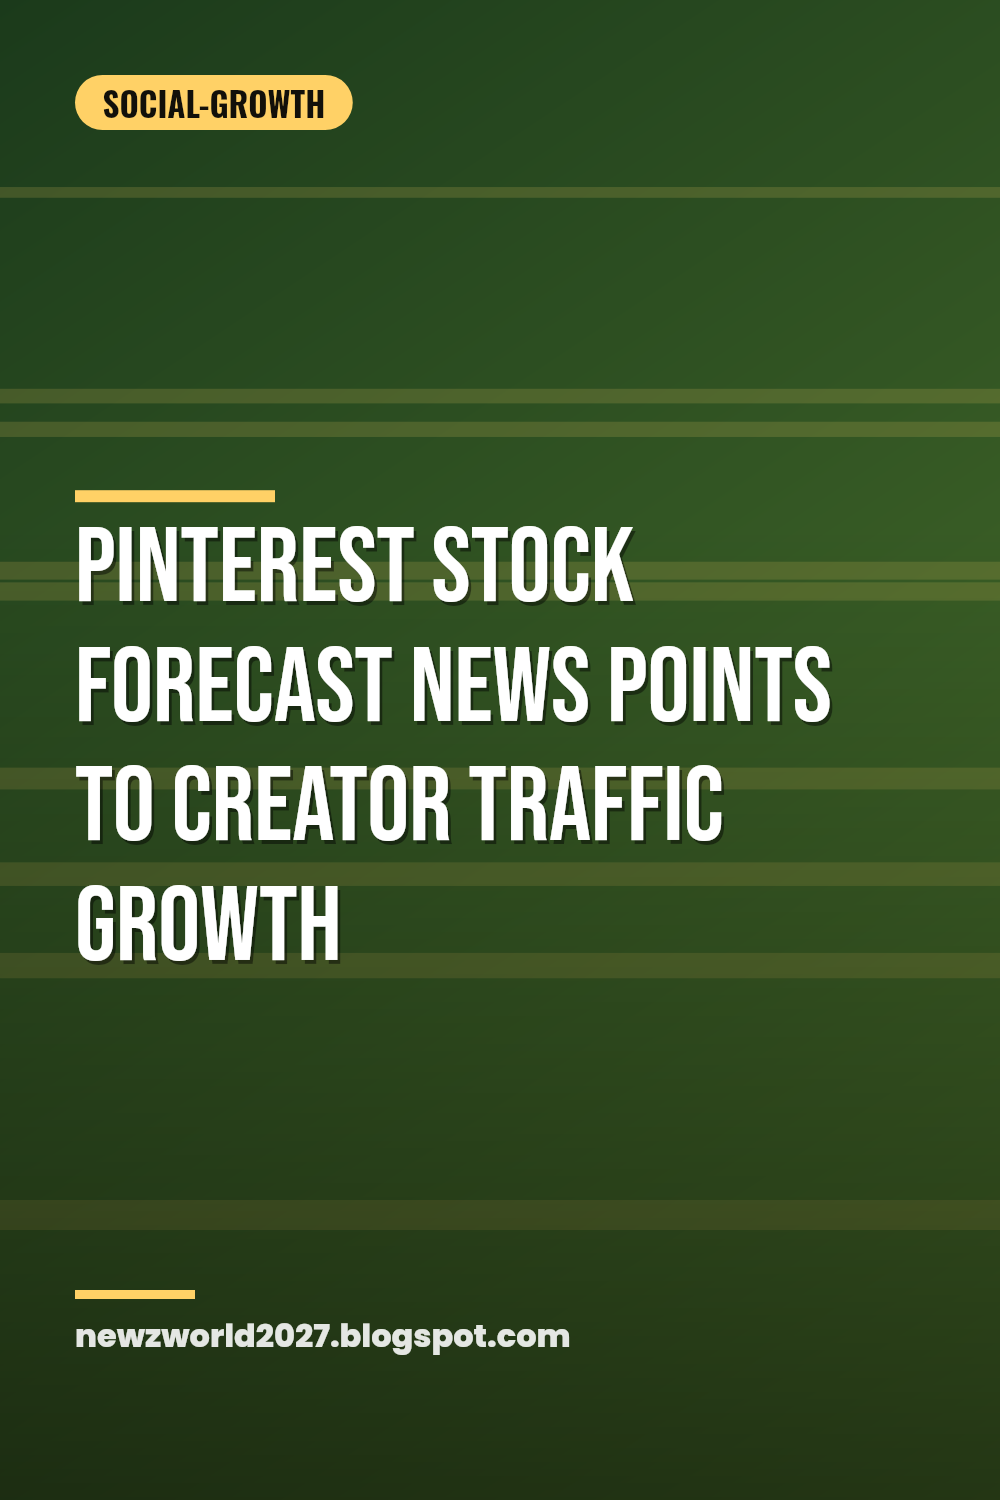 SOCIAL-GROWTH
PINTEREST STOCK
FORECAST NEWS POINTS
TO CREATOR TRAFFIC
GROWTH
newzworld2027.blogspot.com